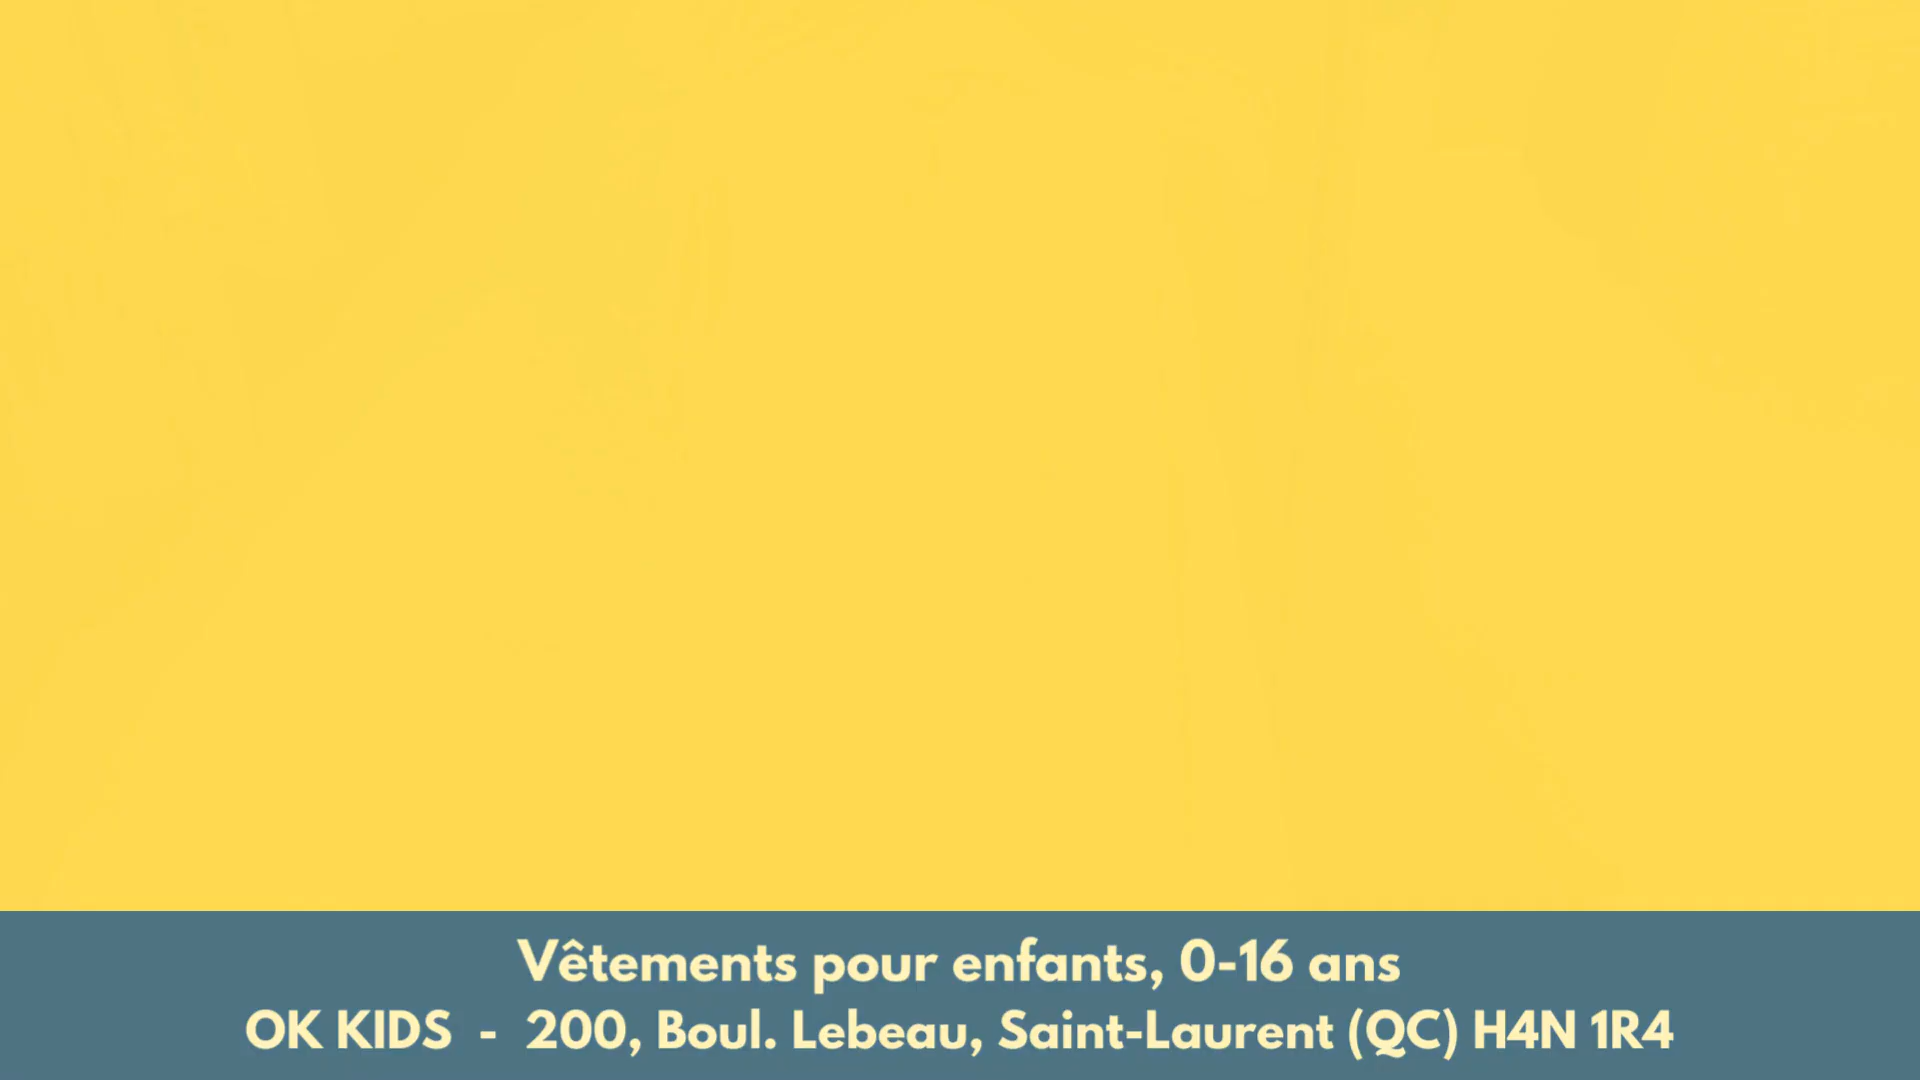 Vêtements pour enfants, 0-16 ans
OK KIDS - 200, Boul. Lebeau, Saint-Laurent (QC) H4N 1R4